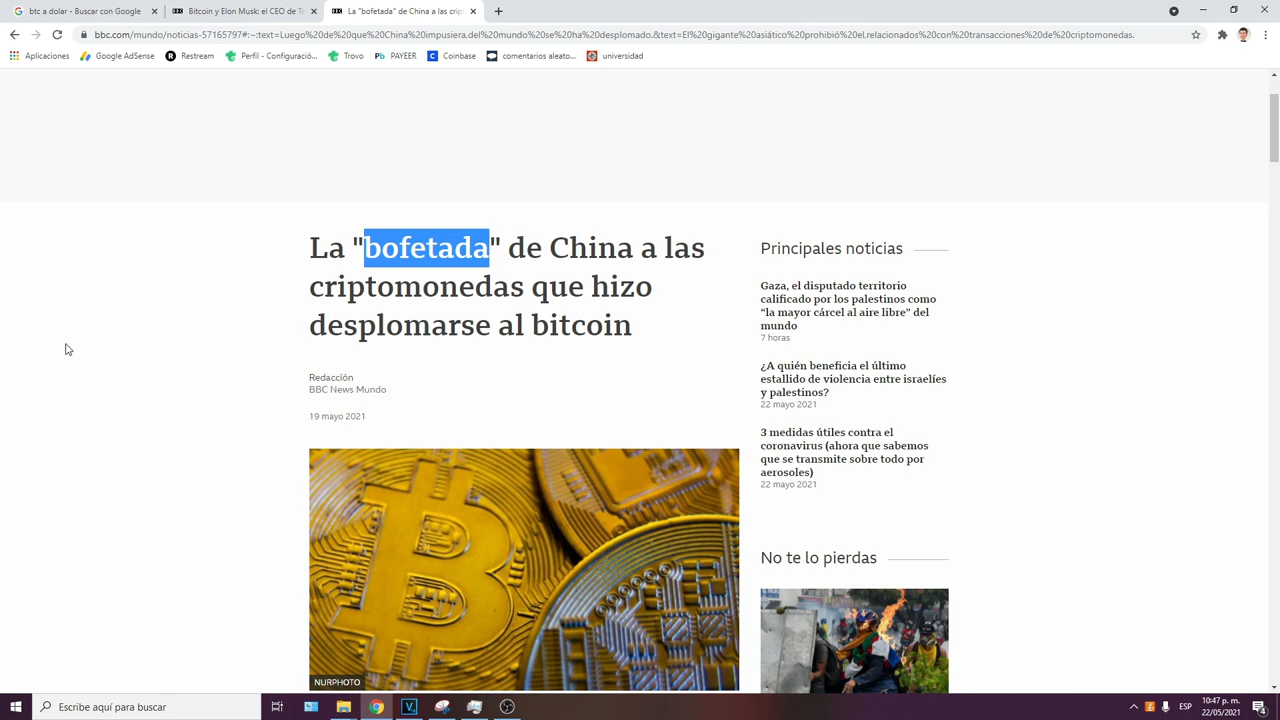 btc a dolar - Buscar con Google
Bitcoin y Elon Musk: el CEO de Te
La "bofetada" de China a las crip
bbc.com/mundo/noticias-57165797#:~:text=Luego%20de%20que%20China%20impusiera,del%20mundo%20se%20ha%20desplomado.&text=El%20gigante%20asiático%20prohibió%20el,relacionados%20con%20transacciones%20de%20criptomonedas.
Aplicaciones
Google AdSense
Restream
Perfil - Configuració...
Trovo
Pb PAYEER
Coinbase
comentarios aleato...
universidad
La "bofetada" de China a las
criptomonedas que hizo
desplomarse al bitcoin
Redacción
BBC News Mundo
19 mayo 2021
NURPHOTO
Principales noticias
Gaza, el disputado territorio
calificado por los palestinos como
“la mayor cárcel al aire libre” del
mundo
7 horas
¿A quién beneficia el último
estallido de violencia entre israelíes
y palestinos?
22 mayo 2021
3 medidas útiles contra el
coronavirus (ahora que sabemos
que se transmite sobre todo por
aerosoles)
22 mayo 2021
No te lo pierdas
Escribe aquí para buscar
ESP
10:47 p. m.
22/05/2021